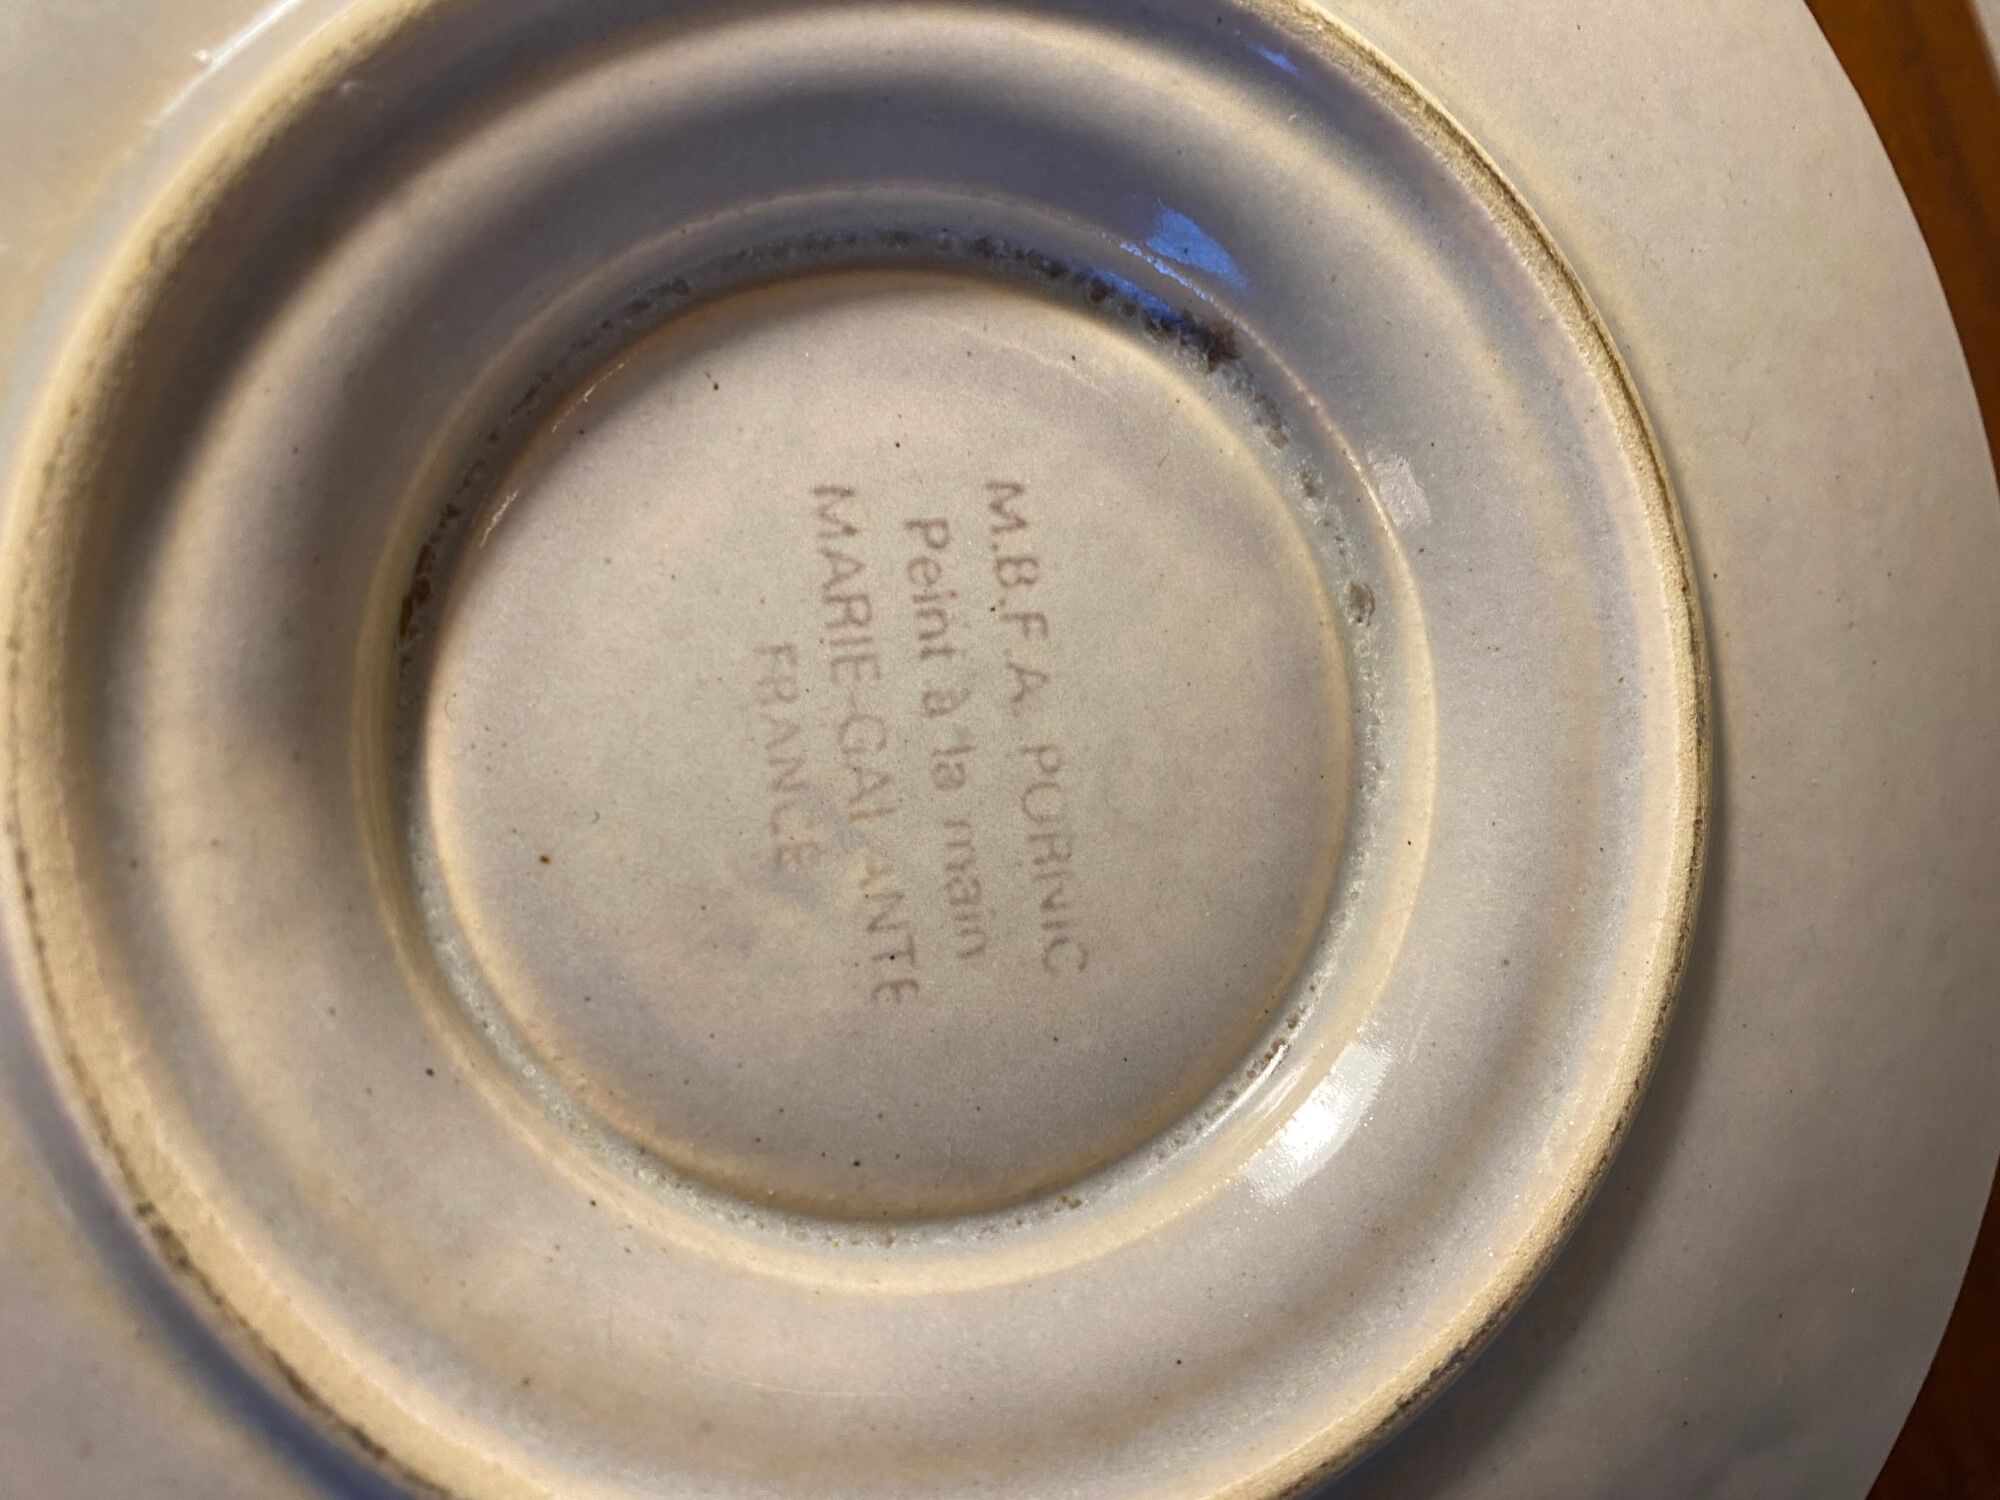 M.B.F.A. PORNIC
Peint à la main
MARIE-GALANTE
FRANCE